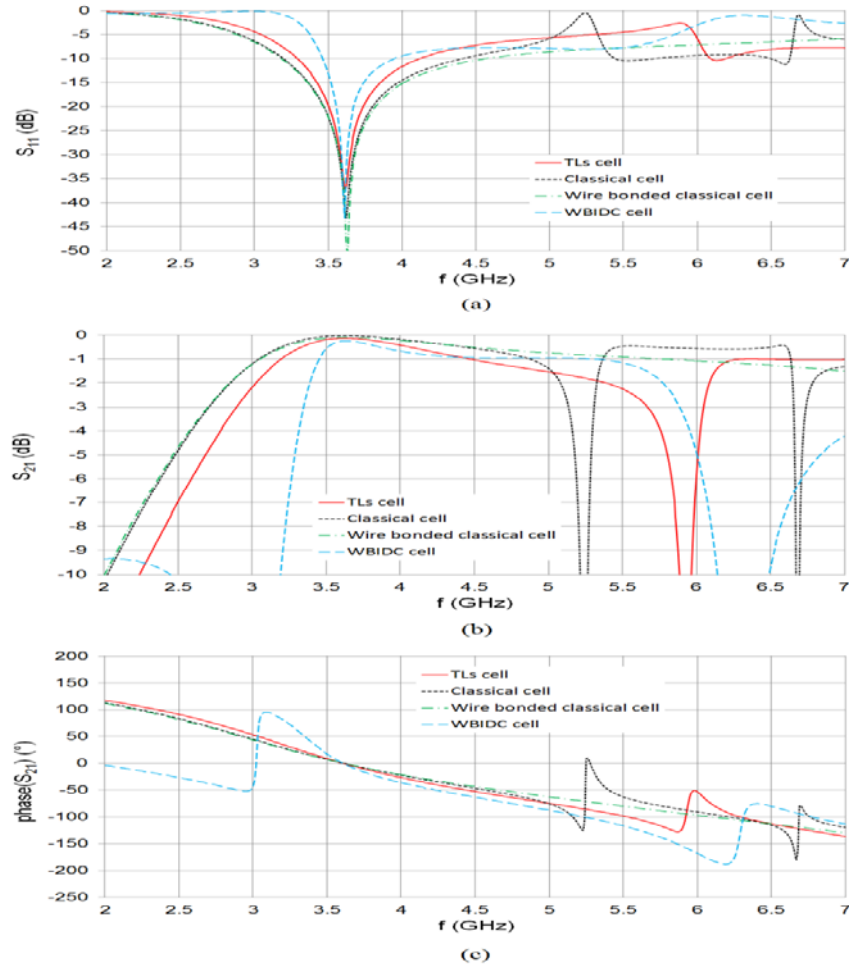 0
-5
-10
-15
-20
-25
-30
-35
-40
-45
-50
S11 (dB)
TLs cell
Classical cell
Wire bonded classical cell
WBIDC cell
2 2.5 3 3.5 4 4.5 5 5.5 6 6.5 7
f (GHz)
(a)
0
-1
-2
-3
-4
-5
-6
-7
-8
-9
-10
S21 (dB)
TLs cell
Classical cell
Wire bonded classical cell
WBIDC cell
2 2.5 3 3.5 4 4.5 5 5.5 6 6.5 7
f (GHz)
(b)
200
150
100
50
0
-50
-100
-150
-200
-250
phase(S21) (°)
TLs cell
Classical cell
Wire bonded classical cell
WBIDC cell
2 2.5 3 3.5 4 4.5 5 5.5 6 6.5 7
f (GHz)
(c)